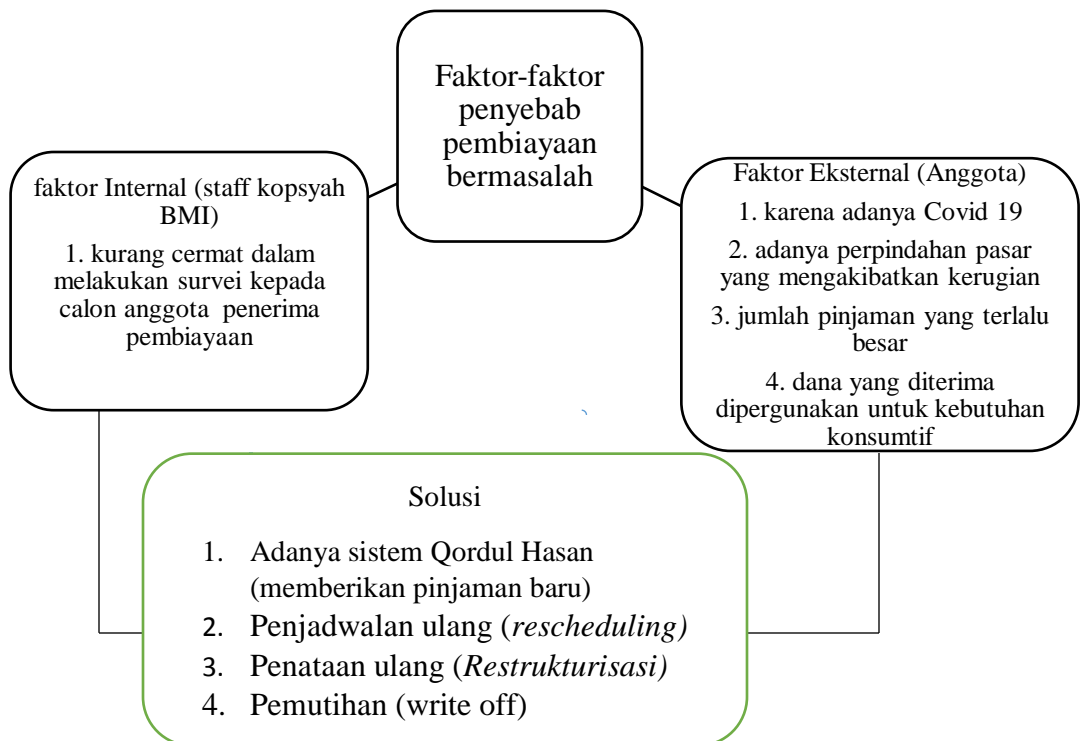 Faktor-faktor
penyebab
pembiayaan
bermasalah
faktor Internal (staff kopsyah
BMI)
1. kurang cermat dalam
melakukan survei kepada
calon anggota penerima
pembiayaan
Faktor Eksternal (Anggota)
1. karena adanya Covid 19
2. adanya perpindahan pasar
yang mengakibatkan kerugian
3. jumlah pinjaman yang terlalu
besar
4. dana yang diterima
dipergunakan untuk kebutuhan
konsumtif
Solusi
1. Adanya sistem Qordul Hasan
(memberikan pinjaman baru)
2. Penjadwalan ulang (rescheduling)
3. Penataan ulang (Restrukturisasi)
4. Pemutihan (write off)